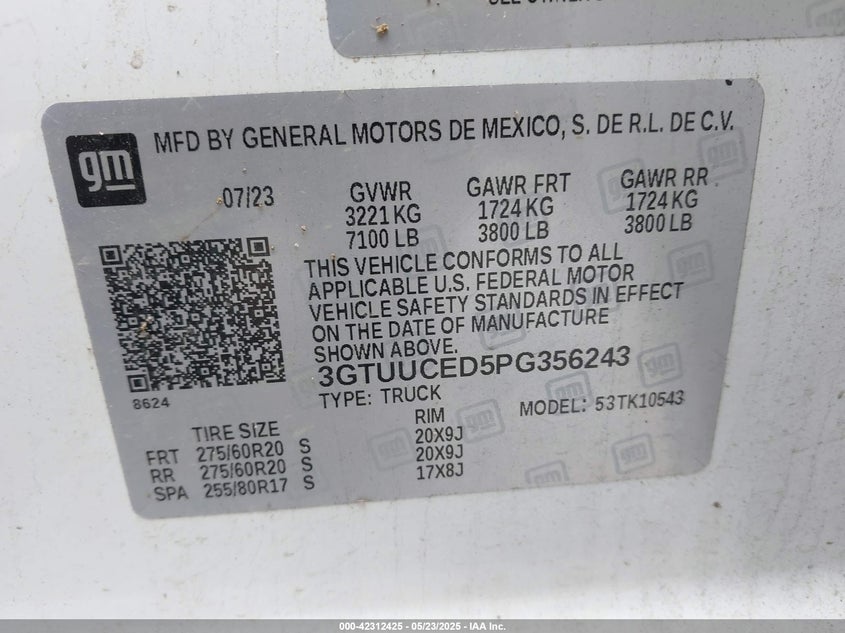 gm
MFD BY GENERAL MOTORS DE MEXICO, S. DE R.L. DE C.V.
07/23 GVWR GAWR FRT GAWR RR
3221 KG 1724 KG 1724 KG
7100 LB 3800 LB 3800 LB
THIS VEHICLE CONFORMS TO ALL
APPLICABLE U.S. FEDERAL MOTOR
VEHICLE SAFETY STANDARDS IN EFFECT
ON THE DATE OF MANUFACTURE
SHOWN ABOVE.
3GTUUCED5PG356243
8624
TYPE: TRUCK MODEL: 53TK10543
TIRE SIZE RIM
FRT 275/60R20 S 20X9J
RR 275/60R20 S 20X9J
SPA 255/80R17 S 17X8J
000-42312425 - 05/23/2025 - IAA Inc.